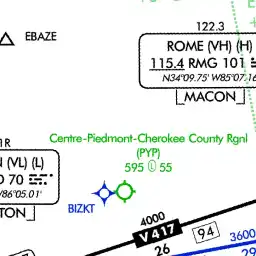 122.3
EBAZE
ROME (VH) (H)
115.4 RMG 101
N34°09.75' W85°07.16
MACON
1R
Centre-Piedmont-Cherokee County Rgnl
(PYP)
(VL) (L)
595 Ⓛ 55
70
W86°05.01'
TON
BIZKT
4000
V417
94
26
3600
29